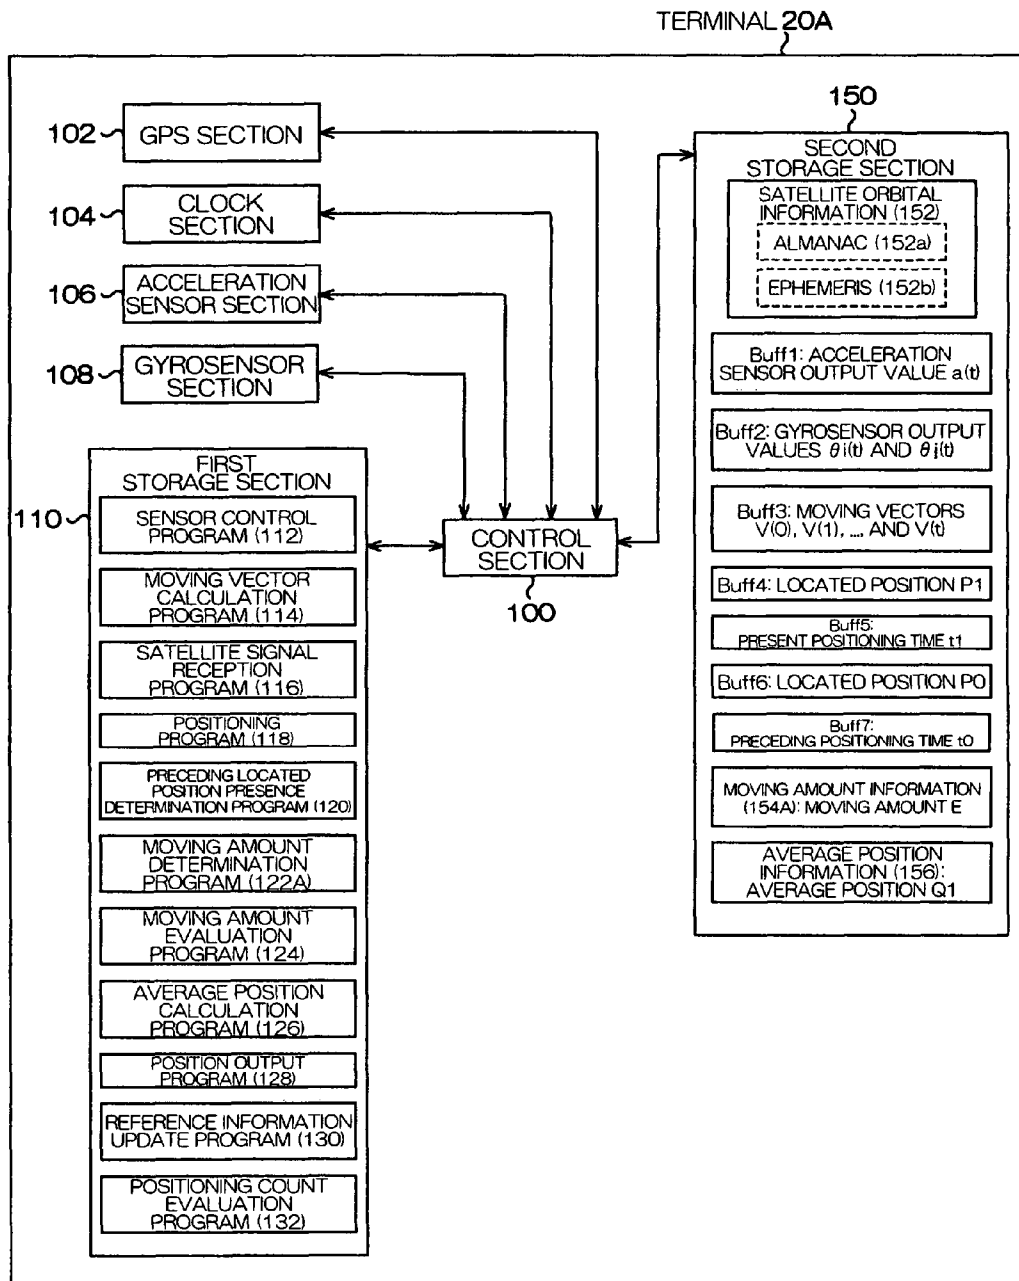 TERMINAL 20A
102
GPS SECTION
104
CLOCK
SECTION
106
ACCELERATION
SENSOR SECTION
108
GYROSENSOR
SECTION
110
FIRST
STORAGE SECTION
SENSOR CONTROL
PROGRAM (112)
MOVING VECTOR
CALCULATION
PROGRAM (114)
SATELLITE SIGNAL
RECEPTION
PROGRAM (116)
POSITIONING
PROGRAM (118)
PRECEDING LOCATED
POSITION PRESENCE
DETERMINATION PROGRAM (120)
MOVING AMOUNT
DETERMINATION
PROGRAM (122A)
MOVING AMOUNT
EVALUATION
PROGRAM (124)
AVERAGE POSITION
CALCULATION
PROGRAM (126)
POSITION OUTPUT
PROGRAM (128)
REFERENCE INFORMATION
UPDATE PROGRAM (130)
POSITIONING COUNT
EVALUATION
PROGRAM (132)
CONTROL
SECTION
100
150
SECOND
STORAGE SECTION
SATELLITE ORBITAL
INFORMATION (152)
ALMANAC (152a)
EPHEMERIS (152b)
Buff1: ACCELERATION
SENSOR OUTPUT VALUE a(t)
Buff2: GYROSENSOR OUTPUT
VALUES θi(t) AND θj(t)
Buff3: MOVING VECTORS
V(0), V(1), ..., AND V(t)
Buff4: LOCATED POSITION P1
Buff5:
PRESENT POSITIONING TIME t1
Buff6: LOCATED POSITION P0
Buff7:
PRECEDING POSITIONING TIME t0
MOVING AMOUNT INFORMATION
(154A): MOVING AMOUNT E
AVERAGE POSITION
INFORMATION (156):
AVERAGE POSITION Q1